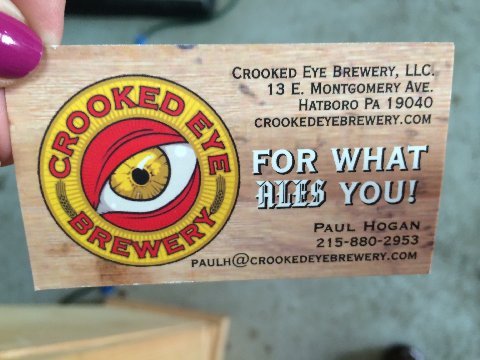 CROOKED EYE
BREWERY
CROOKED EYE BREWERY, LLC.
13 E. MONTGOMERY AVE.
HATBORO PA 19040
CROOKEDEYEBREWERY.COM
FOR WHAT
ALES YOU!
PAUL HOGAN
215-880-2953
PAULH@CROOKEDEYEBREWERY.COM